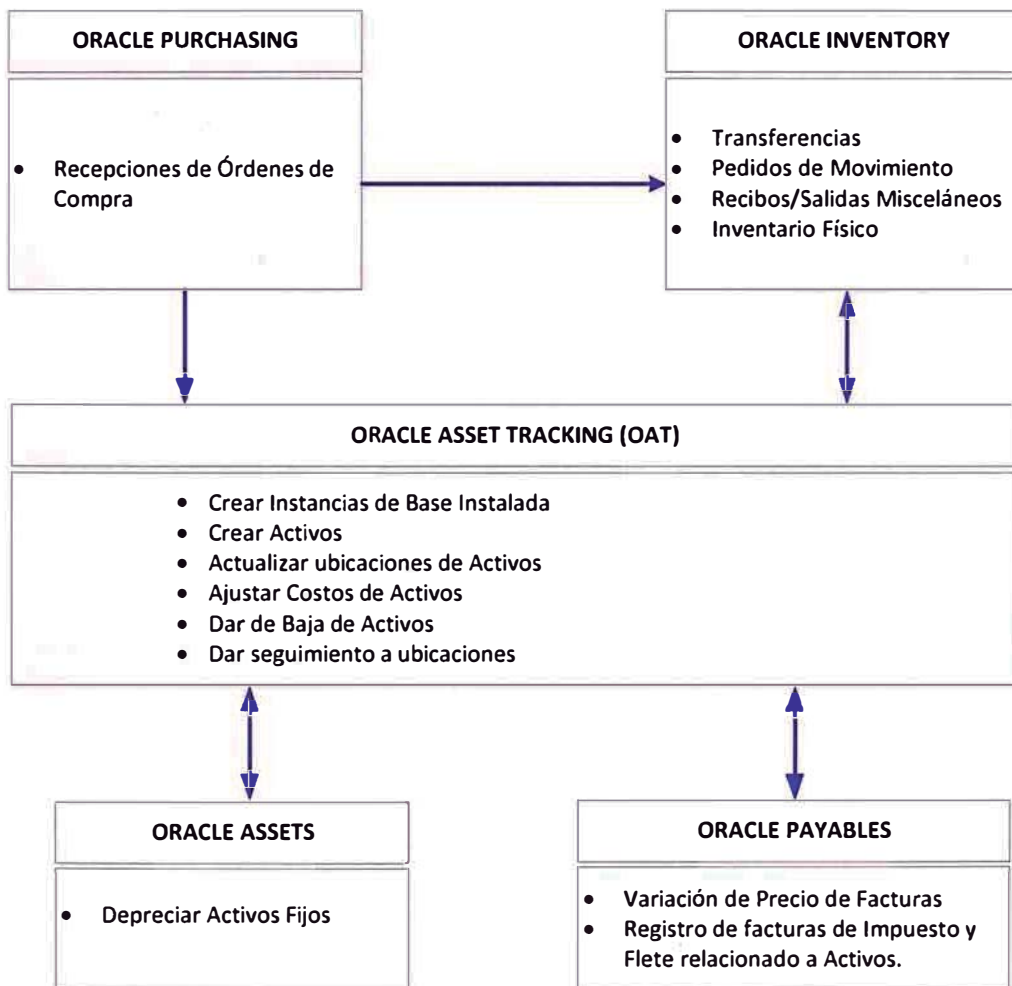 ORACLE PURCHASING
• Recepciones de Órdenes de
Compra
ORACLE INVENTORY
• Transferencias
• Pedidos de Movimiento
• Recibos/Salidas Misceláneos
• Inventario Físico
ORACLE ASSET TRACKING (OAT)
• Crear Instancias de Base Instalada
• Crear Activos
• Actualizar ubicaciones de Activos
• Ajustar Costos de Activos
• Dar de Baja de Activos
• Dar seguimiento a ubicaciones
ORACLE ASSETS
• Depreciar Activos Fijos
ORACLE PAYABLES
• Variación de Precio de Facturas
• Registro de facturas de Impuesto y
Flete relacionado a Activos.